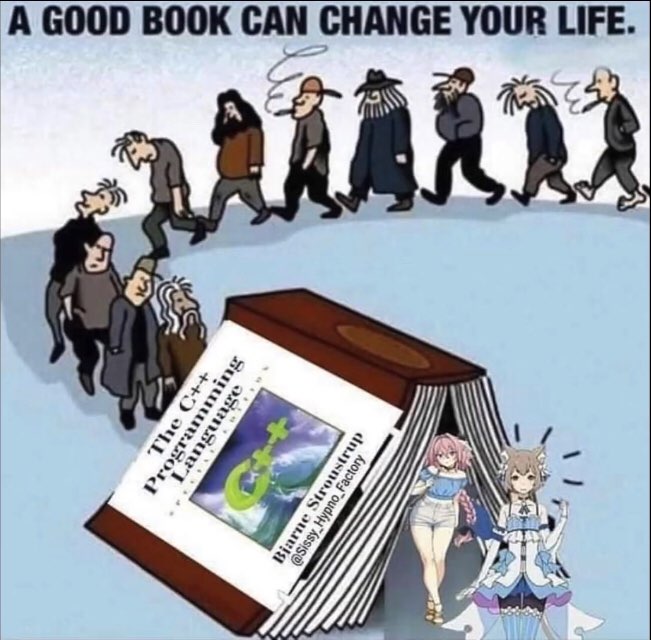 A GOOD BOOK CAN CHANGE YOUR LIFE.
The C++
Programming
Language
C++
Bjarne Stroustrup
@Sissy_Hypno_Factory